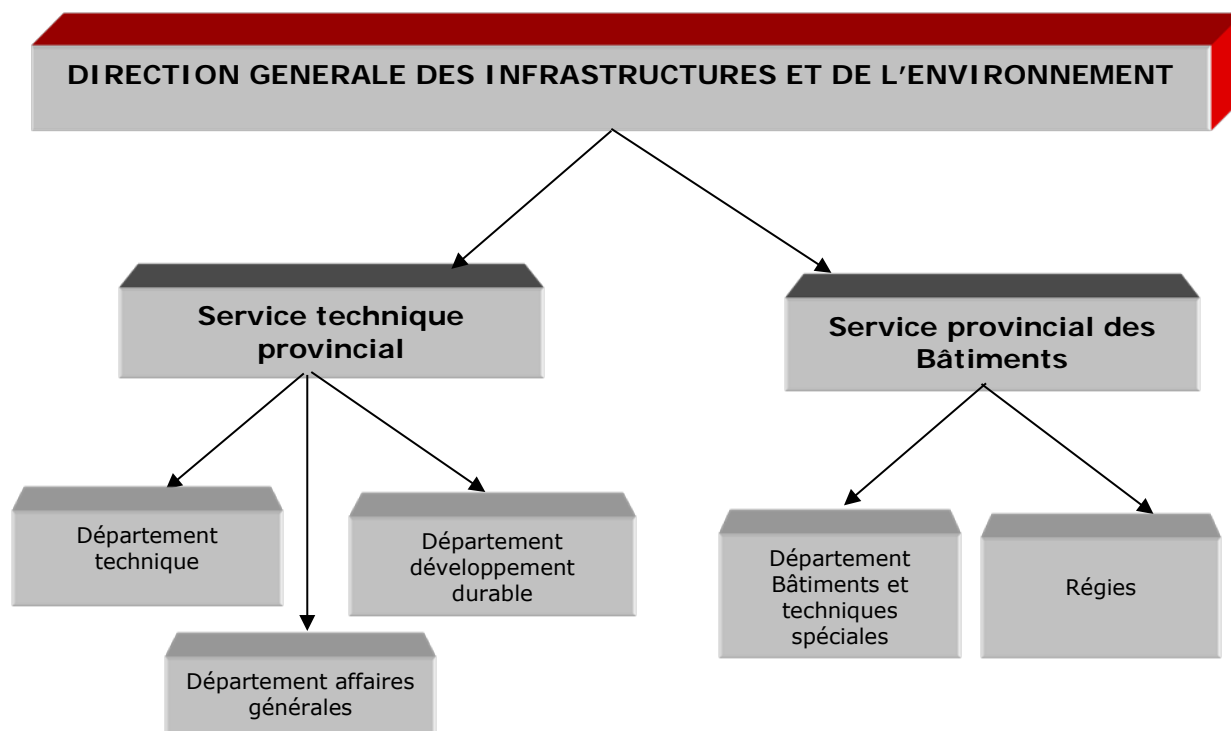 DIRECTION GENERALE DES INFRASTRUCTURES ET DE L'ENVIRONNEMENT
Service technique
provincial
Service provincial des
Bâtiments
Département
technique
Département
développement
durable
Département affaires
générales
Département
Bâtiments et
techniques
spéciales
Régies